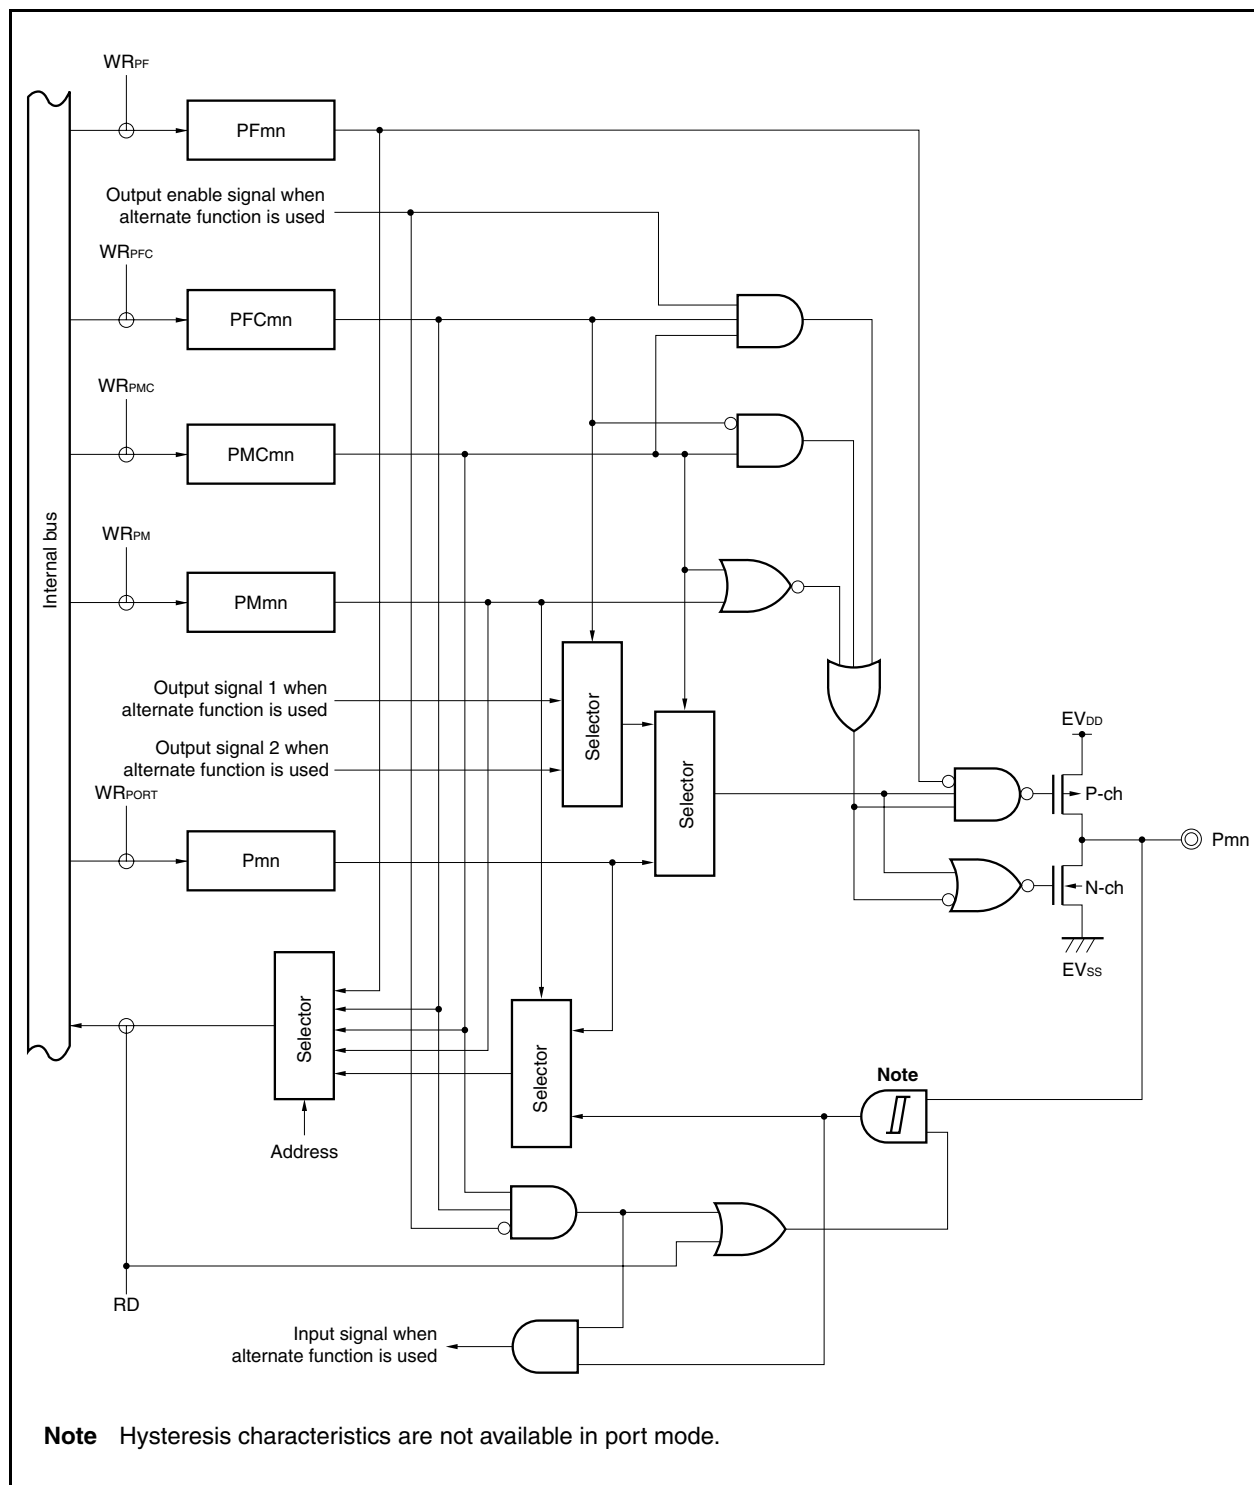 WRPF
PFmn
Output enable signal when
alternate function is used
WRPFC
PFCmn
WRPMC
PMCmn
Internal bus
WRPM
PMmn
Output signal 1 when
alternate function is used
Selector
Output signal 2 when
alternate function is used
Selector
EVDD
P-ch
WRPORT
Pmn
Pmn
N-ch
EVSS
Selector
Selector
Note
Address
RD
Input signal when
alternate function is used
Note Hysteresis characteristics are not available in port mode.